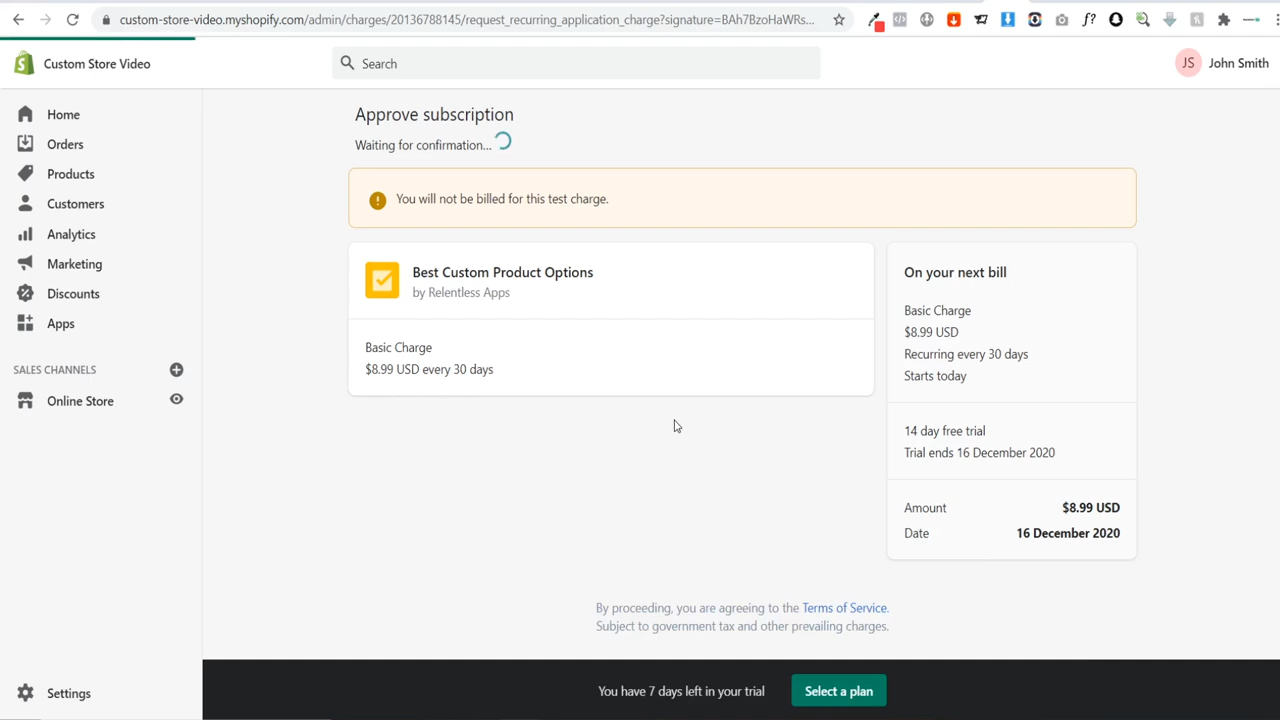 custom-store-video.myshopify.com/admin/charges/20136788145/request_recurring_application_charge?signature=BAh7BzoHaWRs...
Custom Store Video
Search
JS John Smith
Home
Orders
Products
Customers
Analytics
Marketing
Discounts
Apps
SALES CHANNELS
Online Store
Settings
Approve subscription
Waiting for confirmation...
You will not be billed for this test charge.
Best Custom Product Options
by Relentless Apps
Basic Charge
$8.99 USD every 30 days
On your next bill
Basic Charge
$8.99 USD
Recurring every 30 days
Starts today
14 day free trial
Trial ends 16 December 2020
Amount $8.99 USD
Date 16 December 2020
By proceeding, you are agreeing to the Terms of Service.
Subject to government tax and other prevailing charges.
You have 7 days left in your trial
Select a plan